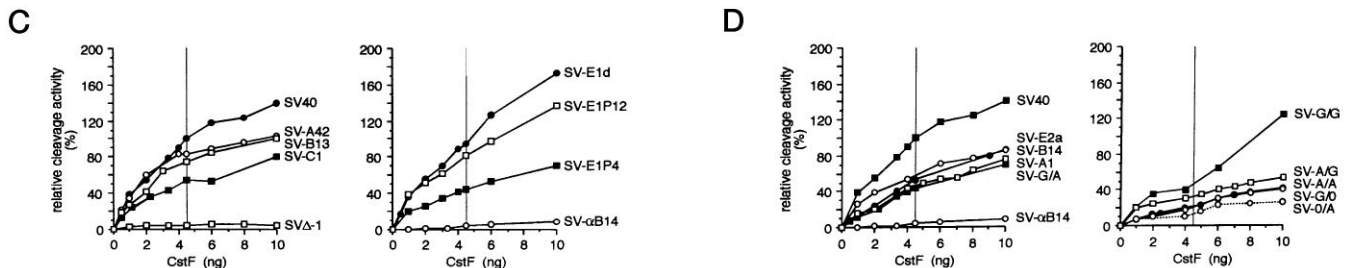 C
D
relative cleavage activity
(%)
200
160
120
80
40
0
0
2
4
6
8
10
CstF (ng)
SV40
SV-A42
SV-B13
SV-C1
SVΔ-1
200
160
120
80
40
0
0
2
4
6
8
10
CstF (ng)
SV-E1d
SV-E1P12
SV-E1P4
SV-αB14
relative cleavage activity
(%)
200
160
120
80
40
0
0
2
4
6
8
10
CstF (ng)
SV40
SV-E2a
SV-B14
SV-A1
SV-G/A
SV-αB14
200
160
120
80
40
0
0
2
4
6
8
10
CstF (ng)
SV-G/G
SV-A/G
SV-A/A
SV-G/0
SV-0/A